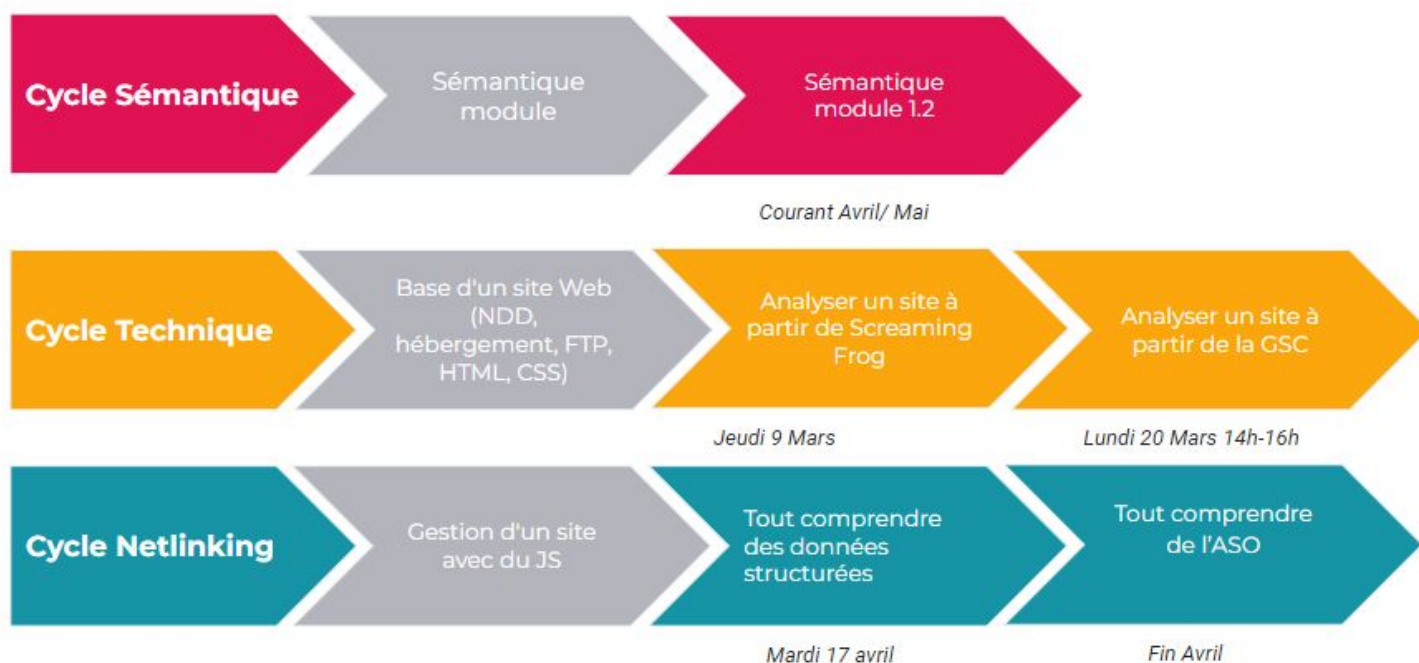 Cycle Sémantique
Sémantique
module
Sémantique
module 1.2
Courant Avril/ Mai
Cycle Technique
Base d'un site Web
(NDD,
hébergement, FTP,
HTML, CSS)
Analyser un site à
partir de Screaming
Frog
Analyser un site à
partir de la GSC
Jeudi 9 Mars
Lundi 20 Mars 14h-16h
Cycle Netlinking
Gestion d'un site
avec du JS
Tout comprendre
des données
structurées
Tout comprendre
de l'ASO
Mardi 17 avril
Fin Avril